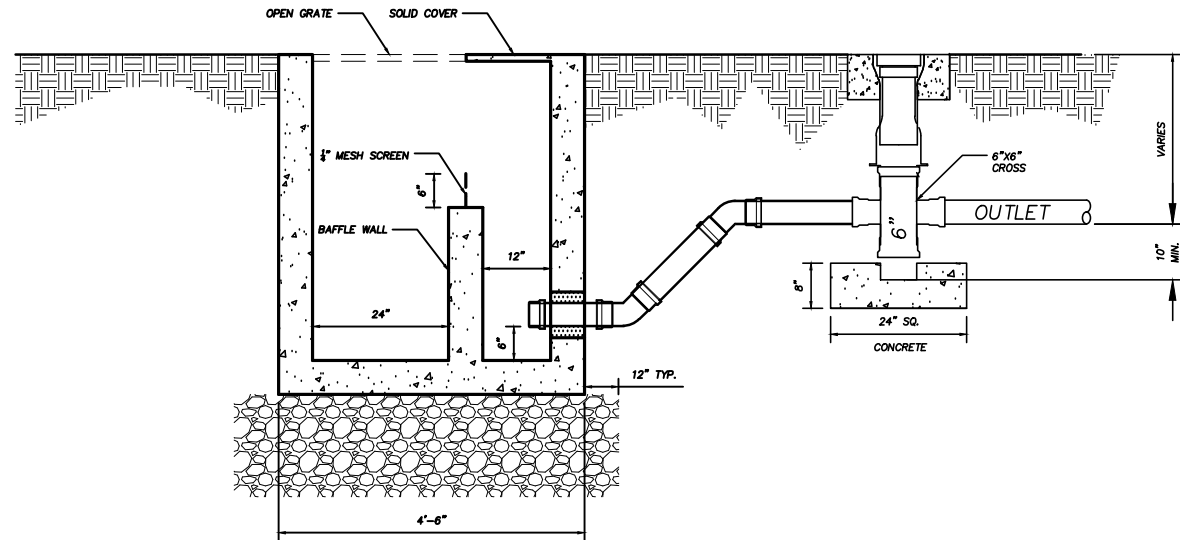 OPEN GRATE
SOLID COVER
¼" MESH SCREEN
6"
BAFFLE WALL
12"
24"
6"
12" TYP.
4'-6"
6"X6"
CROSS
VARIES
OUTLET
6"
10"
MIN.
8"
24" SQ.
CONCRETE